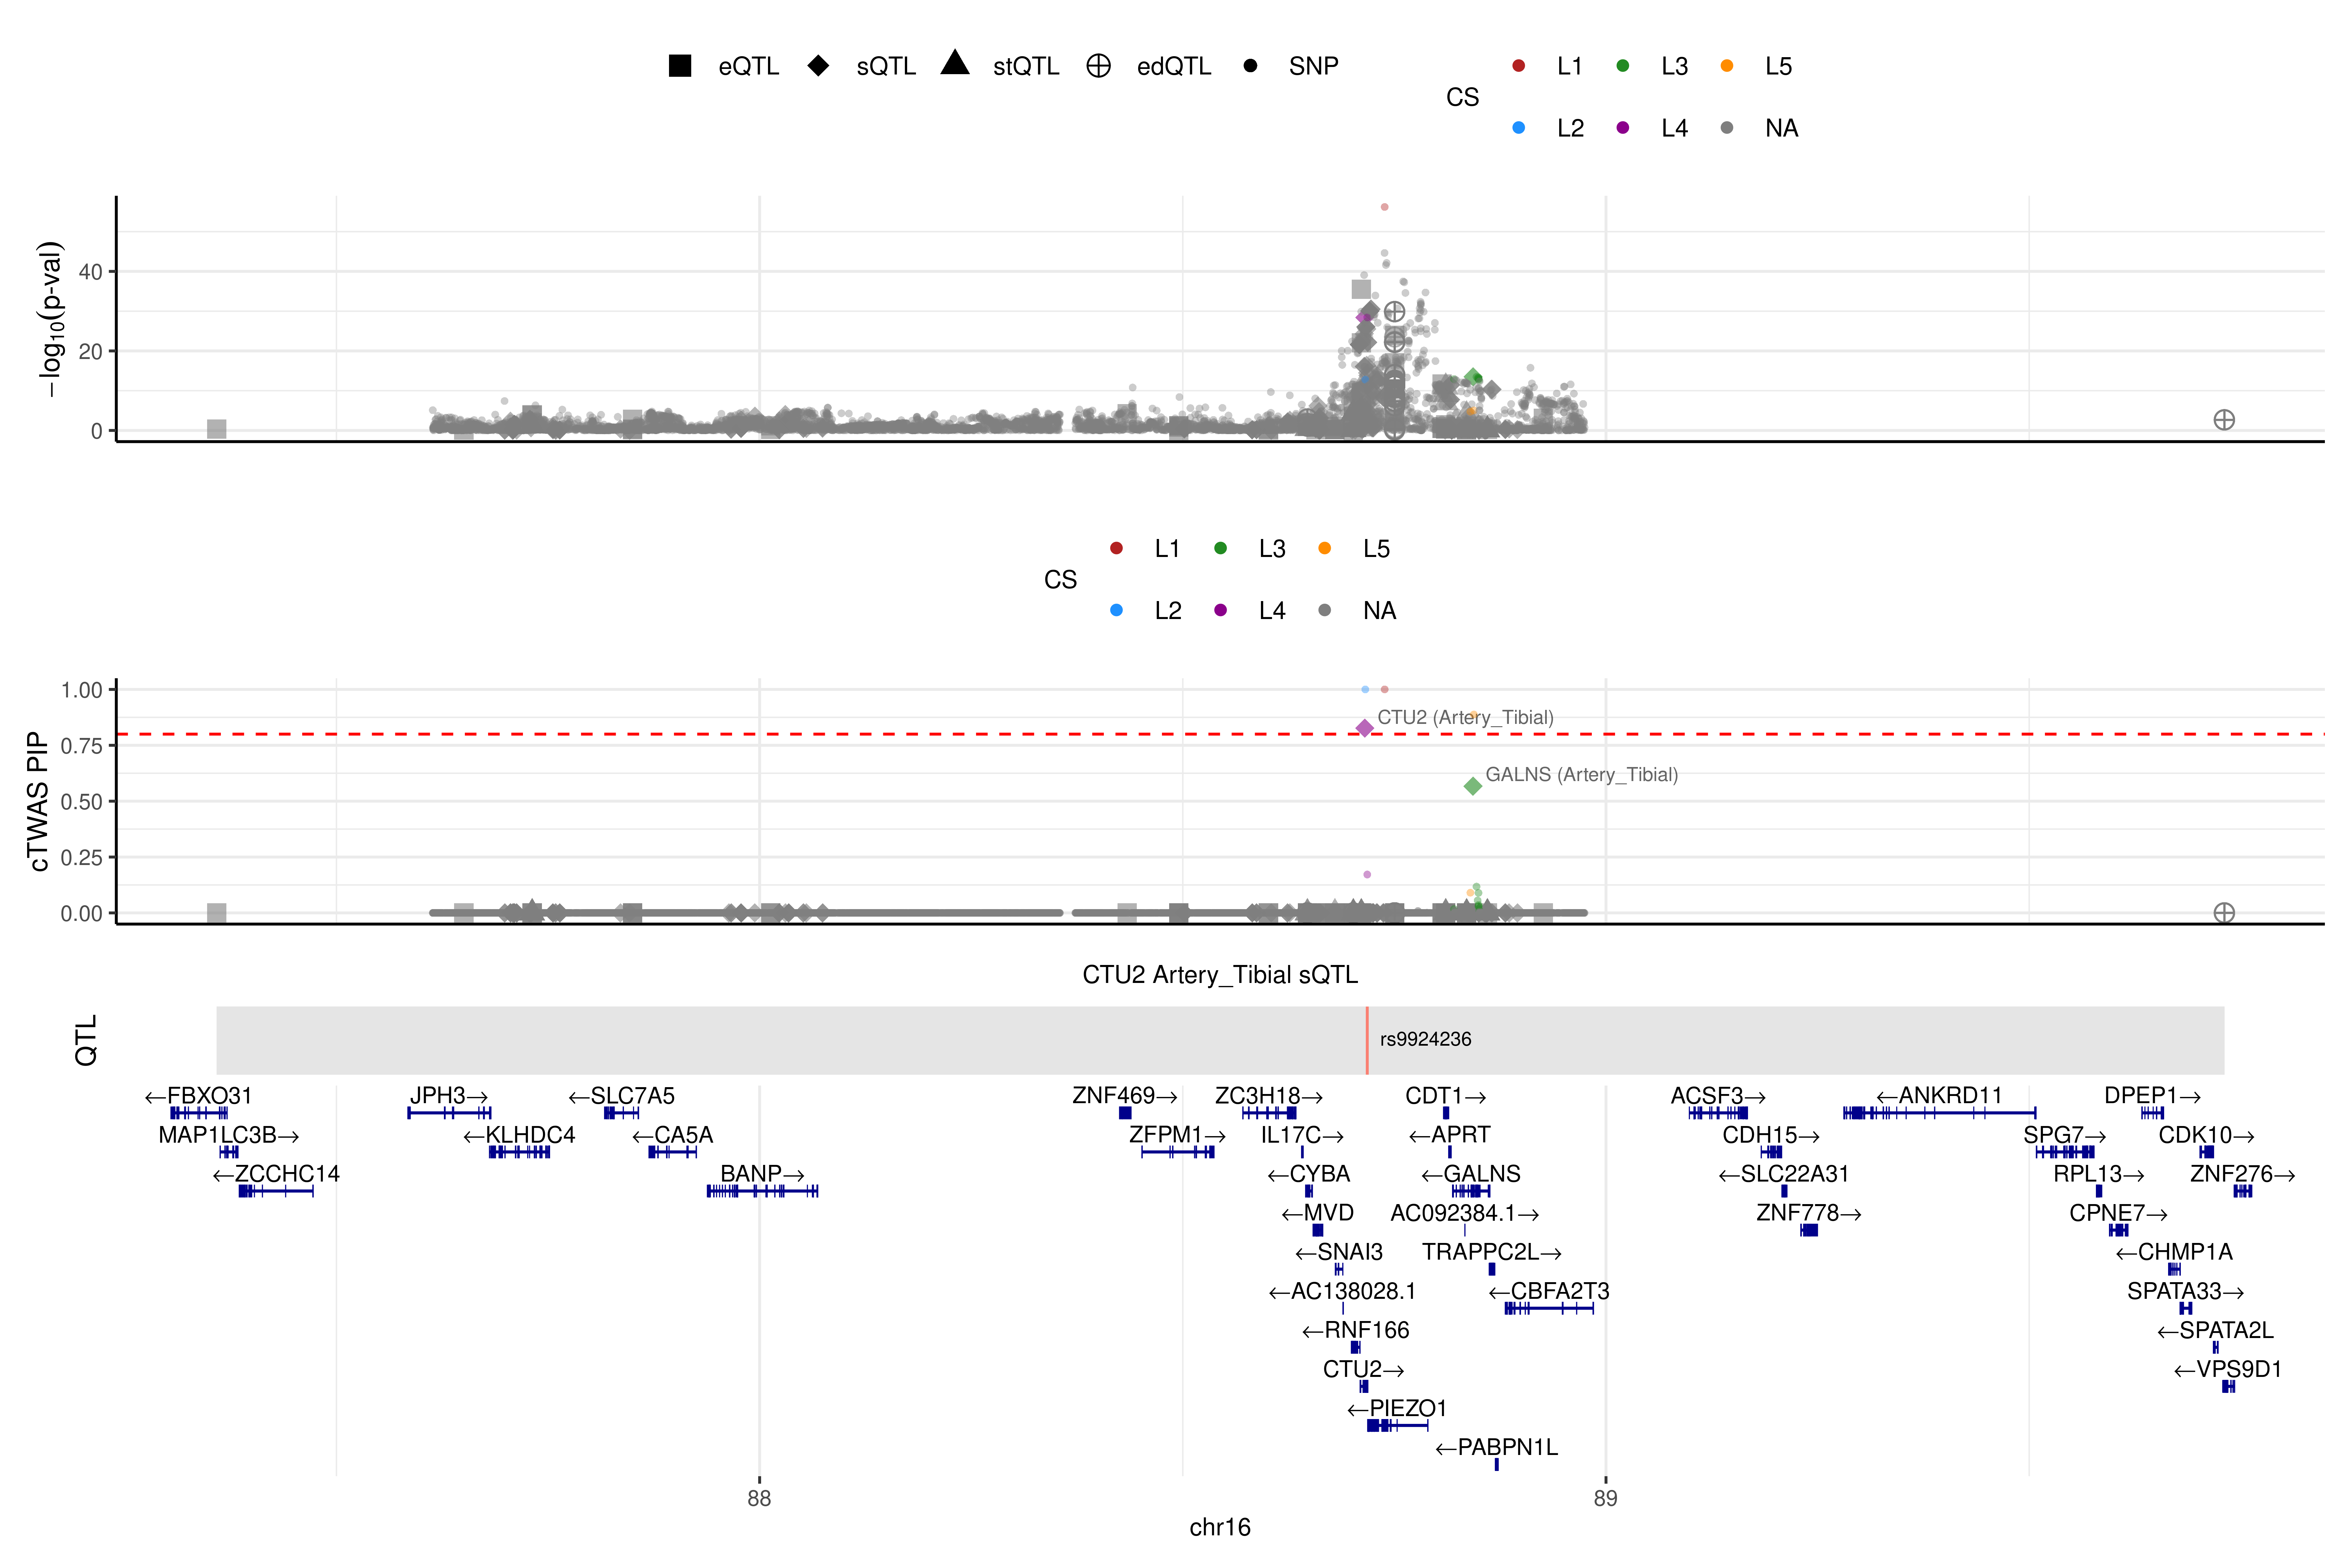 eQTL sQTL stQTL edQTL SNP
CS
L1 L3 L5
L2 L4 NA
−log10(p-val)
40
20
0
CS
L1 L3 L5
L2 L4 NA
cTWAS PIP
1.00
0.75
0.50
0.25
0.00
CTU2 (Artery_Tibial)
GALNS (Artery_Tibial)
CTU2 Artery_Tibial sQTL
QTL
rs9924236
←FBXO31 JPH3→ ←SLC7A5 ZNF469→ ZC3H18→ CDT1→ ACSF3→ ←ANKRD11 DPEP1→
MAP1LC3B→ ←KLHDC4 ←CA5A ZFPM1→ IL17C→ ←APRT CDH15→ SPG7→ CDK10→
←ZCCHC14 BANP→ ←CYBA ←GALNS ←SLC22A31 RPL13→ ZNF276→
←MVD AC092384.1→ ZNF778→ CPNE7→
←SNAI3 TRAPPC2L→ ←CHMP1A
←AC138028.1 ←CBFA2T3 SPATA33→
←RNF166 ←SPATA2L
CTU2→ ←VPS9D1
←PIEZO1
←PABPN1L
88 89
chr16